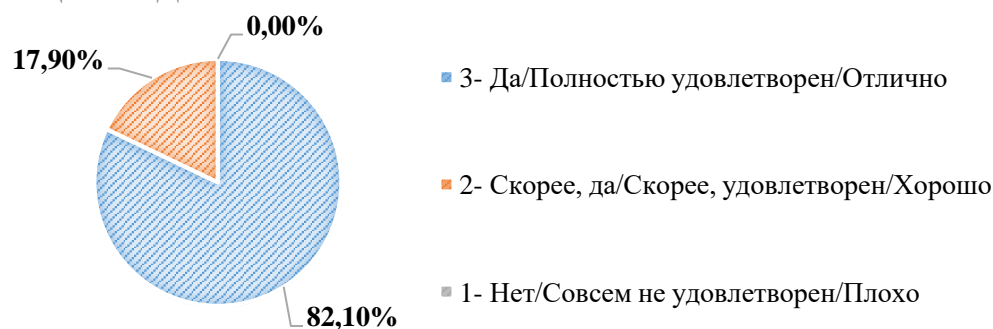 0,00%
17,90%
3- Да/Полностью удовлетворен/Отлично
2- Скорее, да/Скорее, удовлетворен/Хорошо
1- Нет/Совсем не удовлетворен/Плохо
82,10%